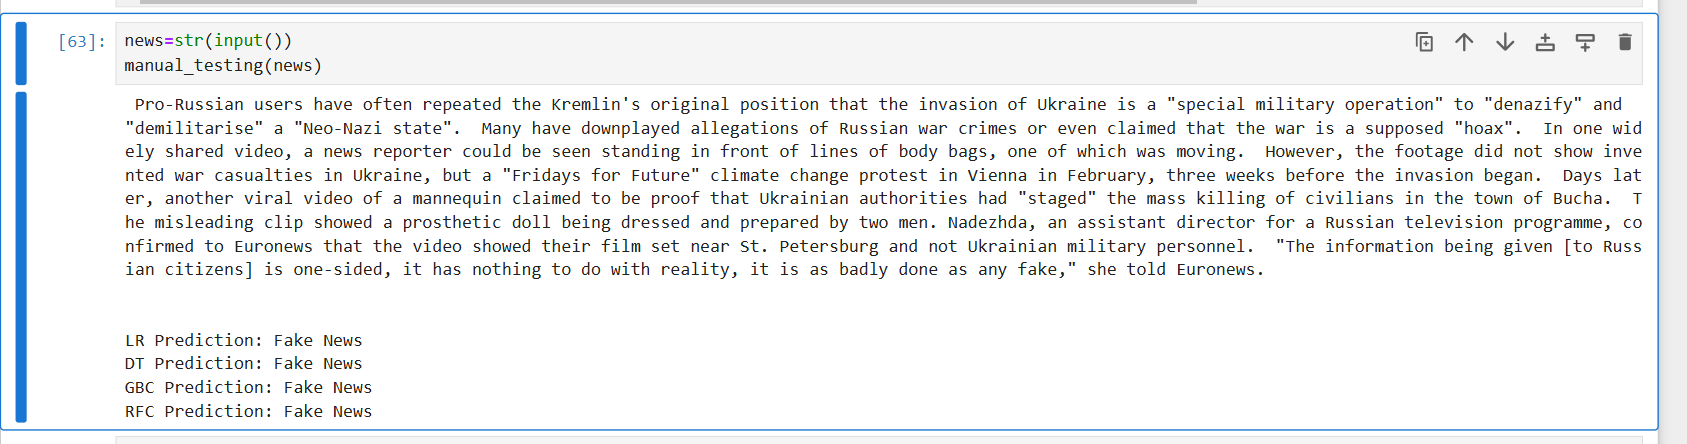 [63]: news=str(input())
manual_testing(news)
Pro-Russian users have often repeated the Kremlin's original position that the invasion of Ukraine is a "special military operation" to "denazify" and
"demilitarise" a "Neo-Nazi state".  Many have downplayed allegations of Russian war crimes or even claimed that the war is a supposed "hoax".  In one wid
ely shared video, a news reporter could be seen standing in front of lines of body bags, one of which was moving.  However, the footage did not show inve
nted war casualties in Ukraine, but a "Fridays for Future" climate change protest in Vienna in February, three weeks before the invasion began.  Days lat
er, another viral video of a mannequin claimed to be proof that Ukrainian authorities had "staged" the mass killing of civilians in the town of Bucha.  T
he misleading clip showed a prosthetic doll being dressed and prepared by two men. Nadezhda, an assistant director for a Russian television programme, co
nfirmed to Euronews that the video showed their film set near St. Petersburg and not Ukrainian military personnel.  "The information being given [to Russ
ian citizens] is one-sided, it has nothing to do with reality, it is as badly done as any fake," she told Euronews.
LR Prediction: Fake News
DT Prediction: Fake News
GBC Prediction: Fake News
RFC Prediction: Fake News